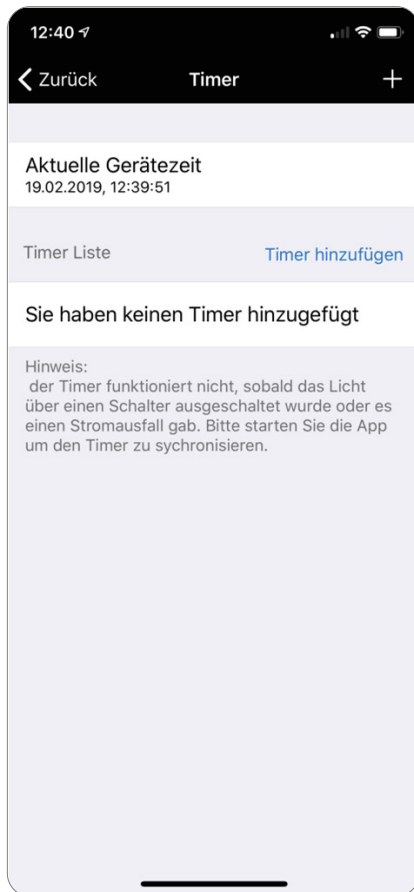 12:40
Zurück
Timer
+
Aktuelle Gerätezeit
19.02.2019, 12:39:51
Timer Liste
Timer hinzufügen
Sie haben keinen Timer hinzugefügt
Hinweis:
der Timer funktioniert nicht, sobald das Licht
über einen Schalter ausgeschaltet wurde oder es
einen Stromausfall gab. Bitte starten Sie die App
um den Timer zu sychronisieren.